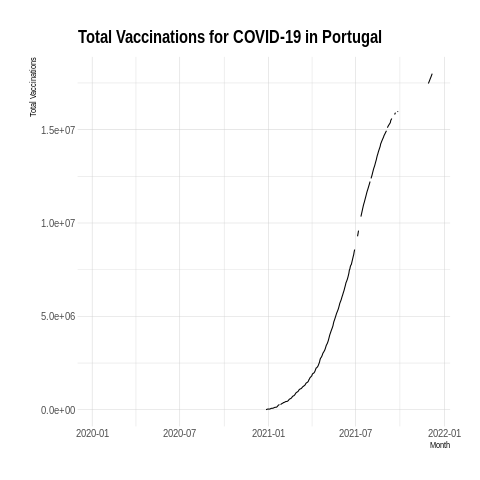 Total Vaccinations for COVID-19 in Portugal
Total Vaccinations
1.5e+07
1.0e+07
5.0e+06
0.0e+00
2020-01 2020-07 2021-01 2021-07 2022-01
Month